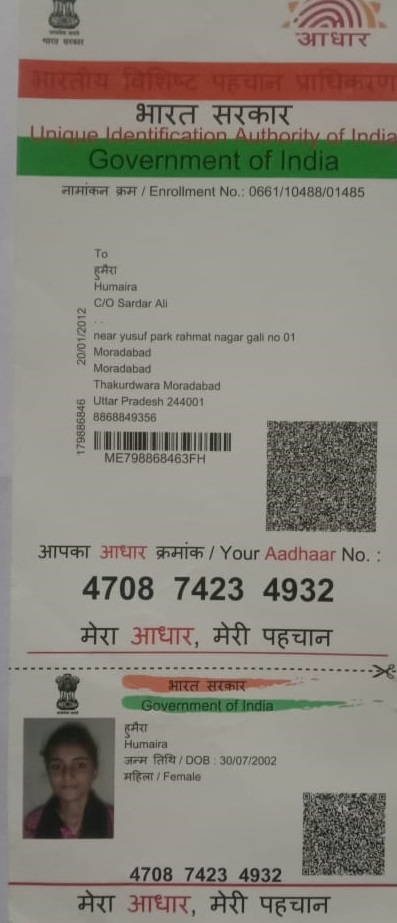 भारत सरकार
आधार
भारतीय विशिष्ट पहचान प्राधिकरण
भारत सरकार
Unique Identification Authority of India
Government of India
नामांकन क्रम / Enrollment No.: 0661/10488/01485
To
हुमैरा
Humaira
C/O Sardar Ali
. .
near yusuf park rahmat nagar gali no 01
Moradabad
Moradabad
Thakurdwara Moradabad
Uttar Pradesh 244001
8868849356
179886846 20/01/2012
ME798868463FH
आपका आधार क्रमांक / Your Aadhaar No. :
4708 7423 4932
मेरा आधार, मेरी पहचान
भारत सरकार
Government of India
हुमैरा
Humaira
जन्म तिथि / DOB : 30/07/2002
महिला / Female
4708 7423 4932
मेरा आधार, मेरी पहचान